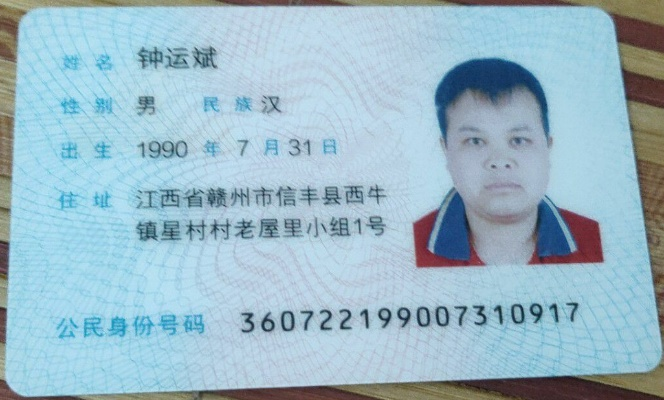 姓名 钟运斌
性别 男 民族 汉
出生 1990 年 7 月 31 日
住址 江西省赣州市信丰县西牛
镇星村村老屋里小组1号
公民身份号码 360722199007310917